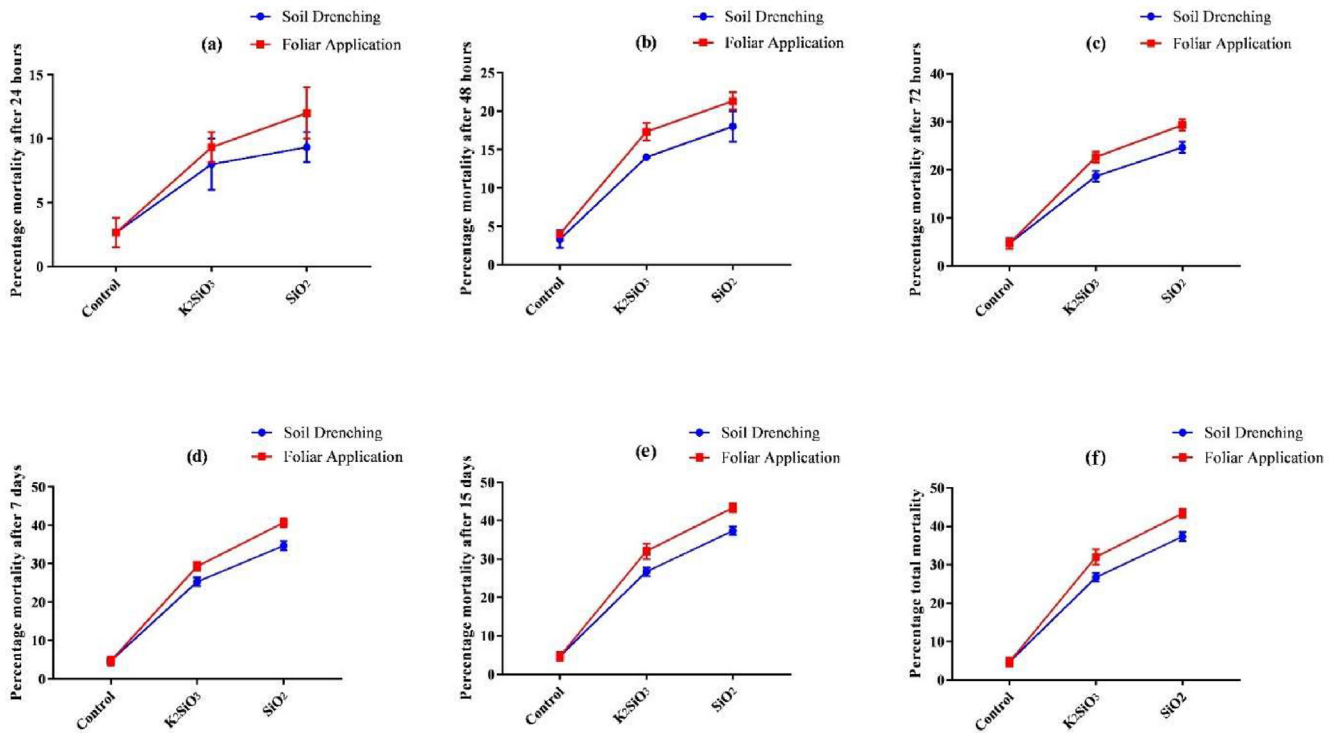 Soil Drenching
(a)
Foliar Application
Percentage mortality after 24 hours
15
10
5
0
Control
K₂SiO₃
SiO₂
Soil Drenching
(b)
Foliar Application
Percentage mortality after 48 hours
25
20
15
10
5
0
Control
K₂SiO₃
SiO₂
Soil Drenching
(c)
Foliar Application
Percentage mortality after 72 hours
40
30
20
10
0
Control
K₂SiO₃
SiO₂
Soil Drenching
(d)
Foliar Application
Percentage mortality after 7 days
50
40
30
20
10
0
Control
K₂SiO₃
SiO₂
Soil Drenching
(e)
Foliar Application
Percentage mortality after 15 days
50
40
30
20
10
0
Control
K₂SiO₃
SiO₂
Soil Drenching
(f)
Foliar Application
Percentage total mortality
50
40
30
20
10
0
Control
K₂SiO₃
SiO2